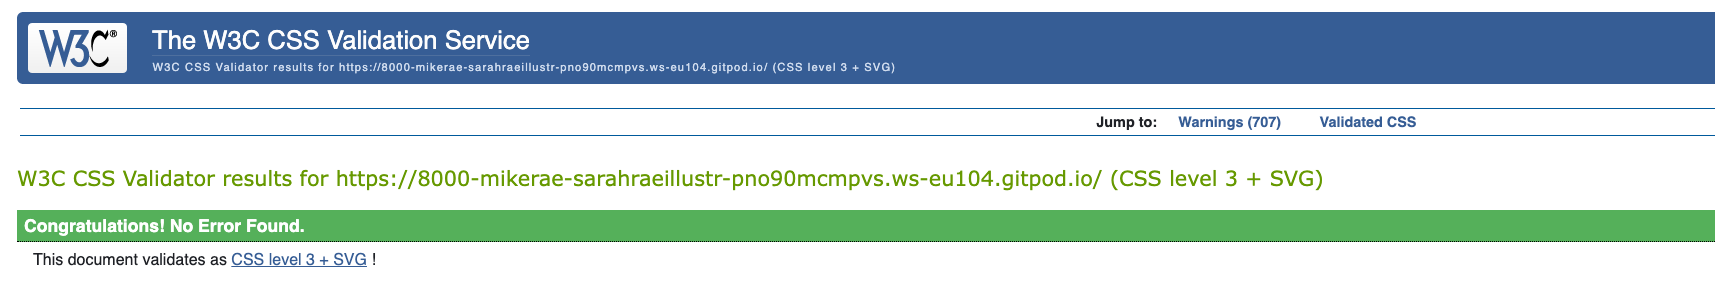 W3C®
The W3C CSS Validation Service
W3C CSS Validator results for https://8000-mikerae-sarahraeillustr-pno90mcmpvs.ws-eu104.gitpod.io/ (CSS level 3 + SVG)
Jump to: Warnings (707) Validated CSS
W3C CSS Validator results for https://8000-mikerae-sarahraeillustr-pno90mcmpvs.ws-eu104.gitpod.io/ (CSS level 3 + SVG)
Congratulations! No Error Found.
This document validates as CSS level 3 + SVG !